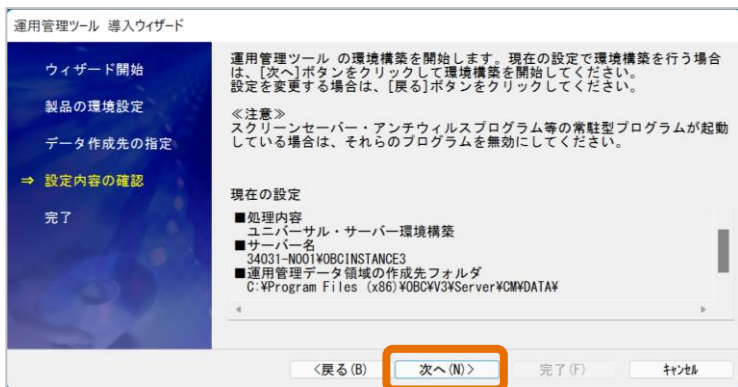 運用管理ツール 導入ウィザード
ウィザード開始
製品の環境設定
データ作成先の指定
⇒ 設定内容の確認
完了
運用管理ツール の環境構築を開始します。現在の設定で環境構築を行う場合
は、[次へ]ボタンをクリックして環境構築を開始してください。
設定を変更する場合は、[戻る]ボタンをクリックしてください。
≪注意≫
スクリーンセーバー・アンチウィルスプログラム等の常駐型プログラムが起動
している場合は、それらのプログラムを無効にしてください。
現在の設定
■処理内容
ユニバーサル・サーバー環境構築
■サーバー名
34031-N001¥OBCINSTANCE3
■運用管理データ領域の作成先フォルダ
C:¥Program Files (x86)¥OBC¥V3¥Server¥CM¥DATA¥
<戻る(B)
次へ(N)>
完了(F)
ｷｬﾝｾﾙ